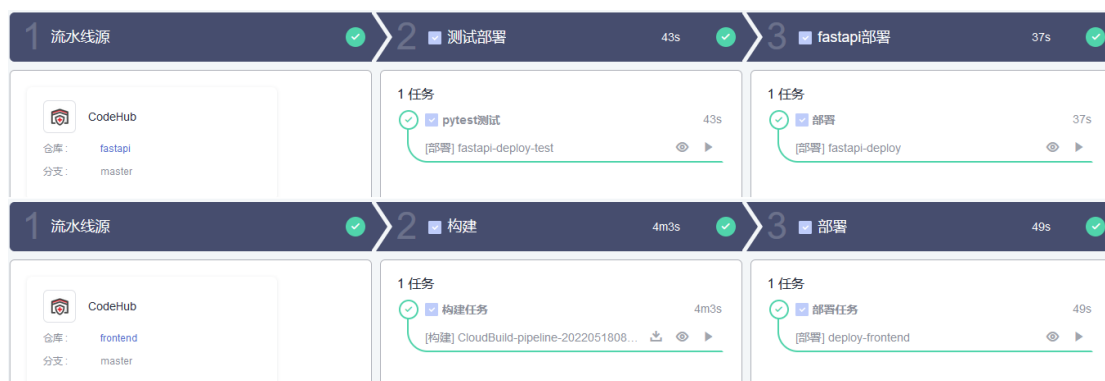 1 流水线源
2 测试部署 43s
3 fastapi部署 37s
CodeHub
仓库： fastapi
分支： master
1 任务
pytest测试 43s
[部署] fastapi-deploy-test
1 任务
部署 37s
[部署] fastapi-deploy
1 流水线源
2 构建 4m3s
3 部署 49s
CodeHub
仓库： frontend
分支： master
1 任务
构建任务 4m3s
[构建] CloudBuild-pipeline-2022051808...
1 任务
部署任务 49s
[部署] deploy-frontend